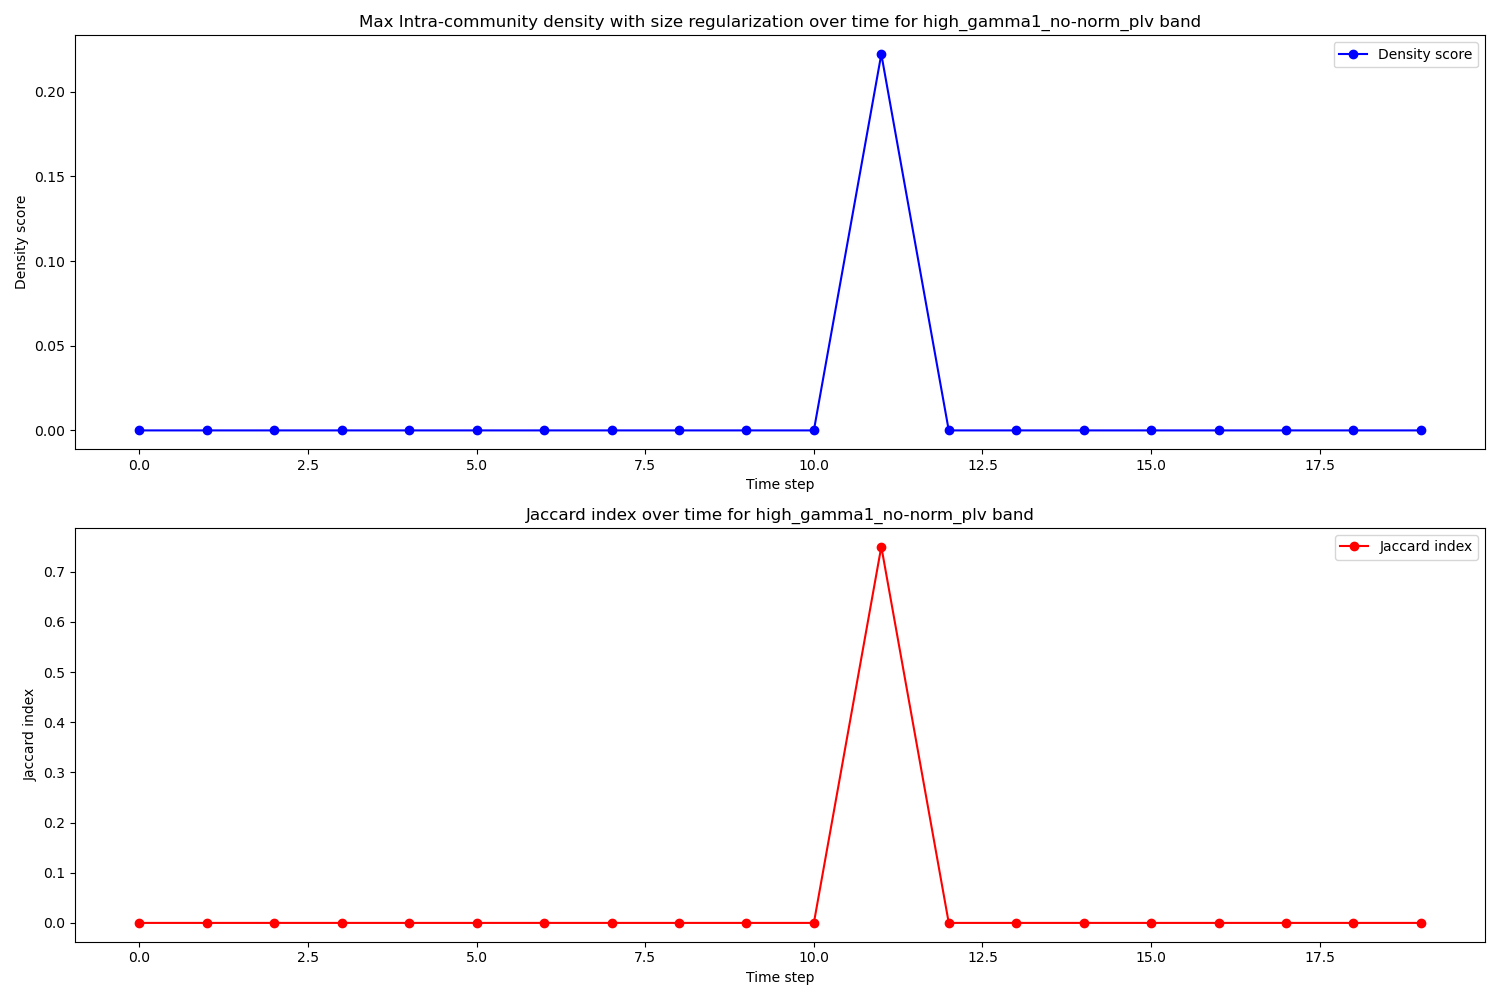 Max Intra-community density with size regularization over time for high_gamma1_no-norm_plv band
Density score
Density score
0.20
0.15
0.10
0.05
0.00
0.0 2.5 5.0 7.5 10.0 12.5 15.0 17.5
Time step
Jaccard index over time for high_gamma1_no-norm_plv band
Jaccard index
Jaccard index
0.7
0.6
0.5
0.4
0.3
0.2
0.1
0.0
0.0 2.5 5.0 7.5 10.0 12.5 15.0 17.5
Time step